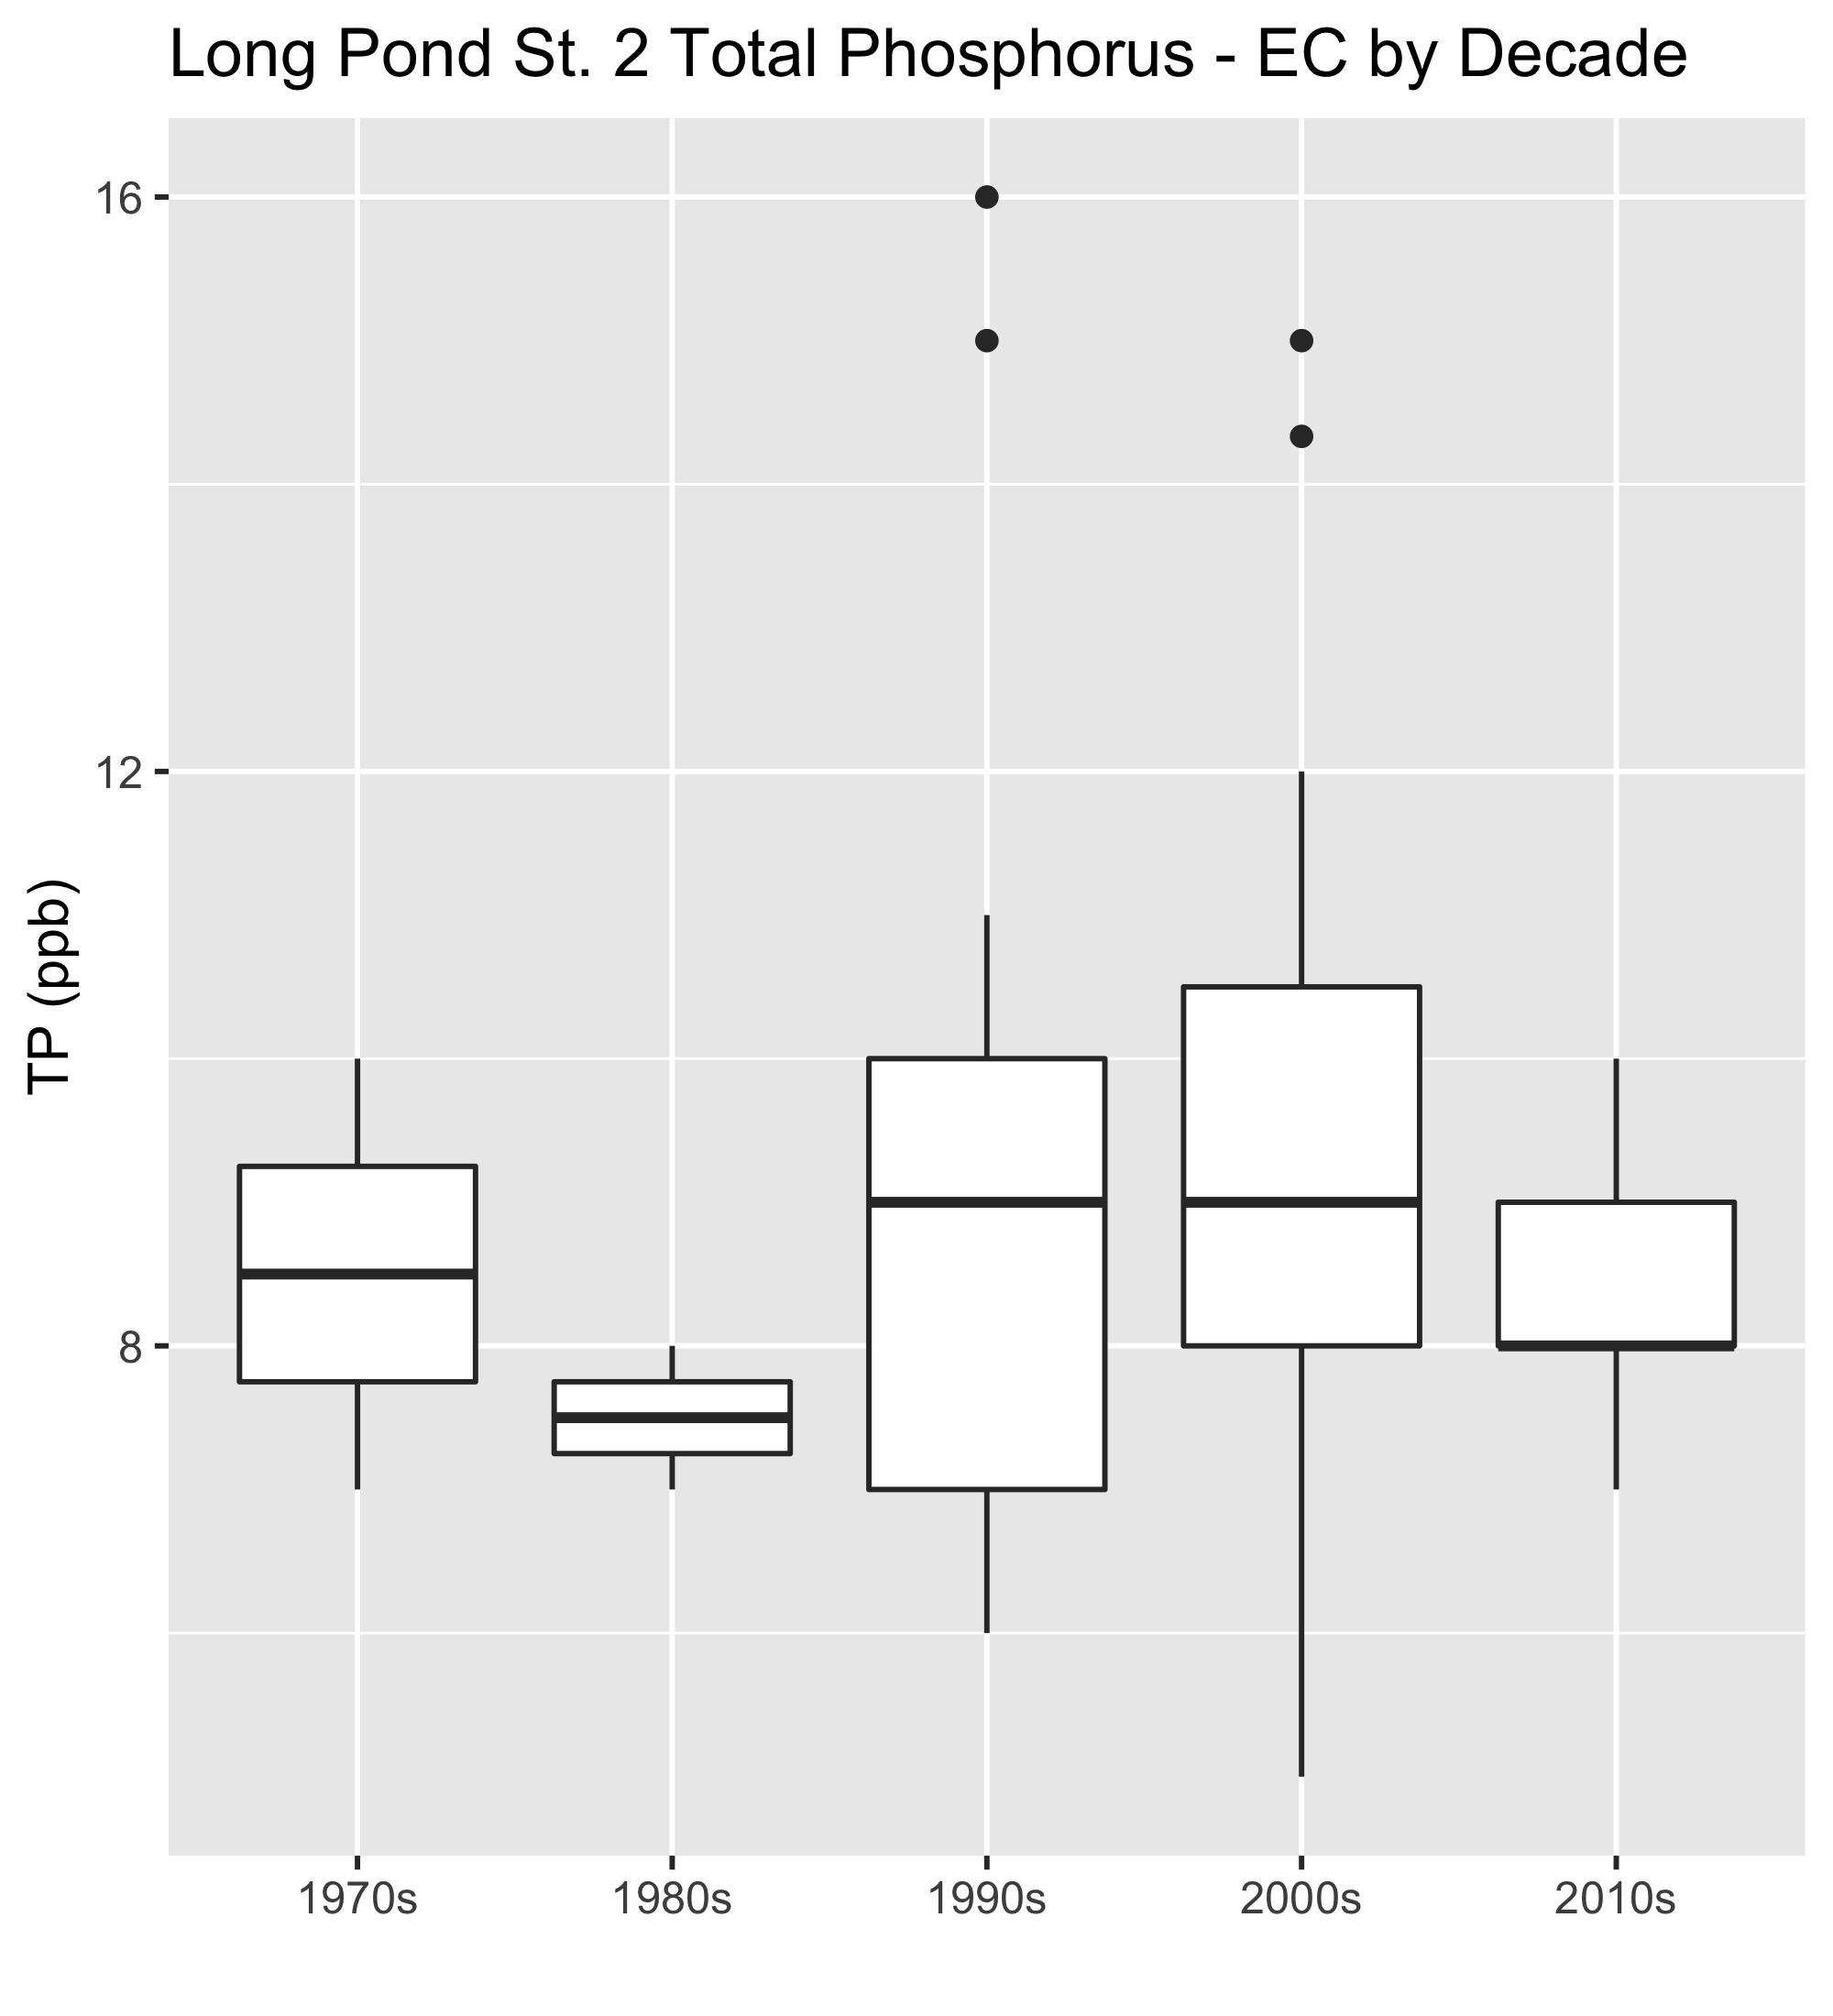 Long Pond St. 2 Total Phosphorus - EC by Decade
16
12
8
TP (ppb)
1970s 1980s 1990s 2000s 2010s